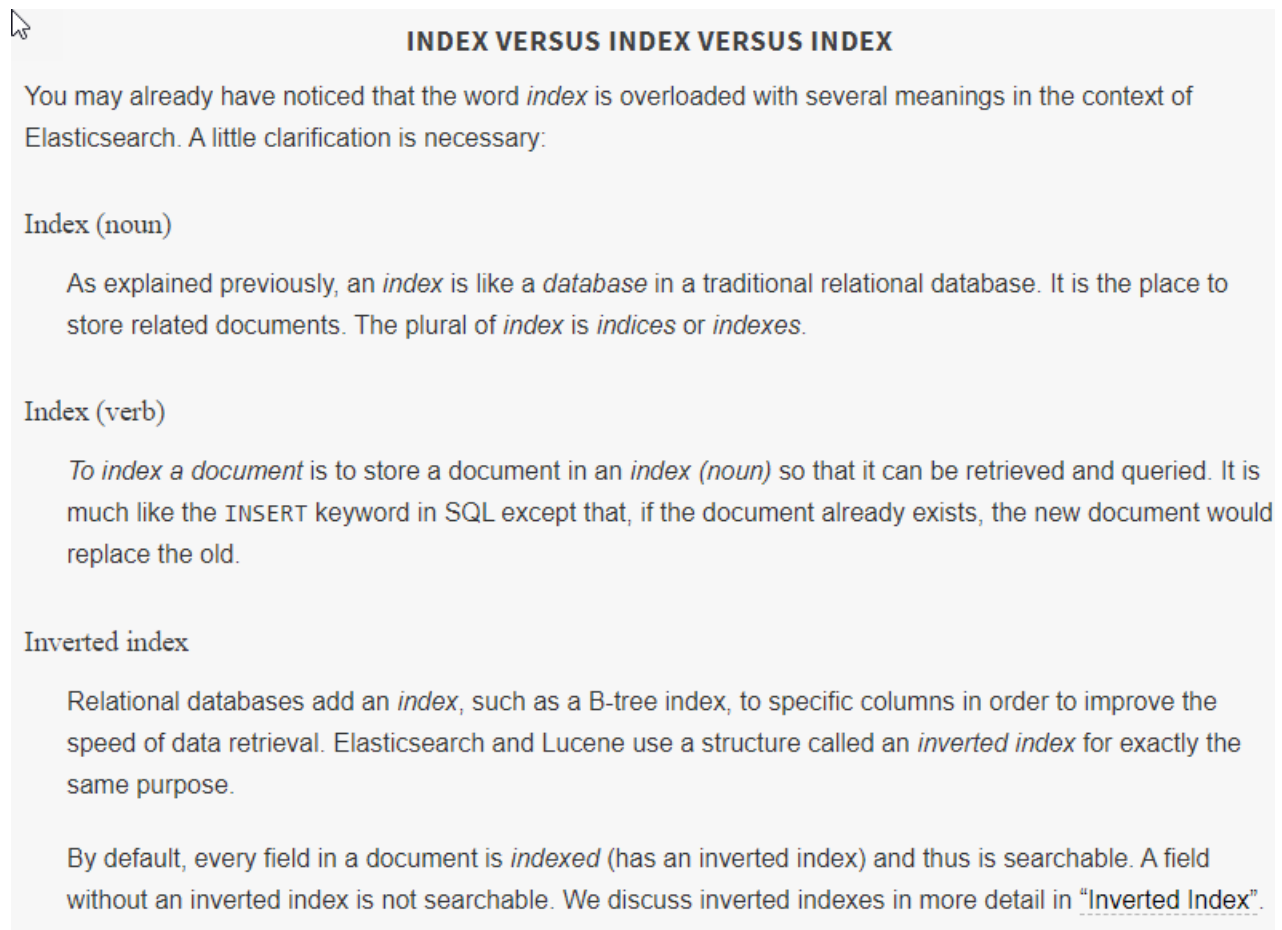 INDEX VERSUS INDEX VERSUS INDEX
You may already have noticed that the word index is overloaded with several meanings in the context of
Elasticsearch. A little clarification is necessary:
Index (noun)
As explained previously, an index is like a database in a traditional relational database. It is the place to
store related documents. The plural of index is indices or indexes.
Index (verb)
To index a document is to store a document in an index (noun) so that it can be retrieved and queried. It is
much like the INSERT keyword in SQL except that, if the document already exists, the new document would
replace the old.
Inverted index
Relational databases add an index, such as a B-tree index, to specific columns in order to improve the
speed of data retrieval. Elasticsearch and Lucene use a structure called an inverted index for exactly the
same purpose.
By default, every field in a document is indexed (has an inverted index) and thus is searchable. A field
without an inverted index is not searchable. We discuss inverted indexes in more detail in “Inverted Index”.